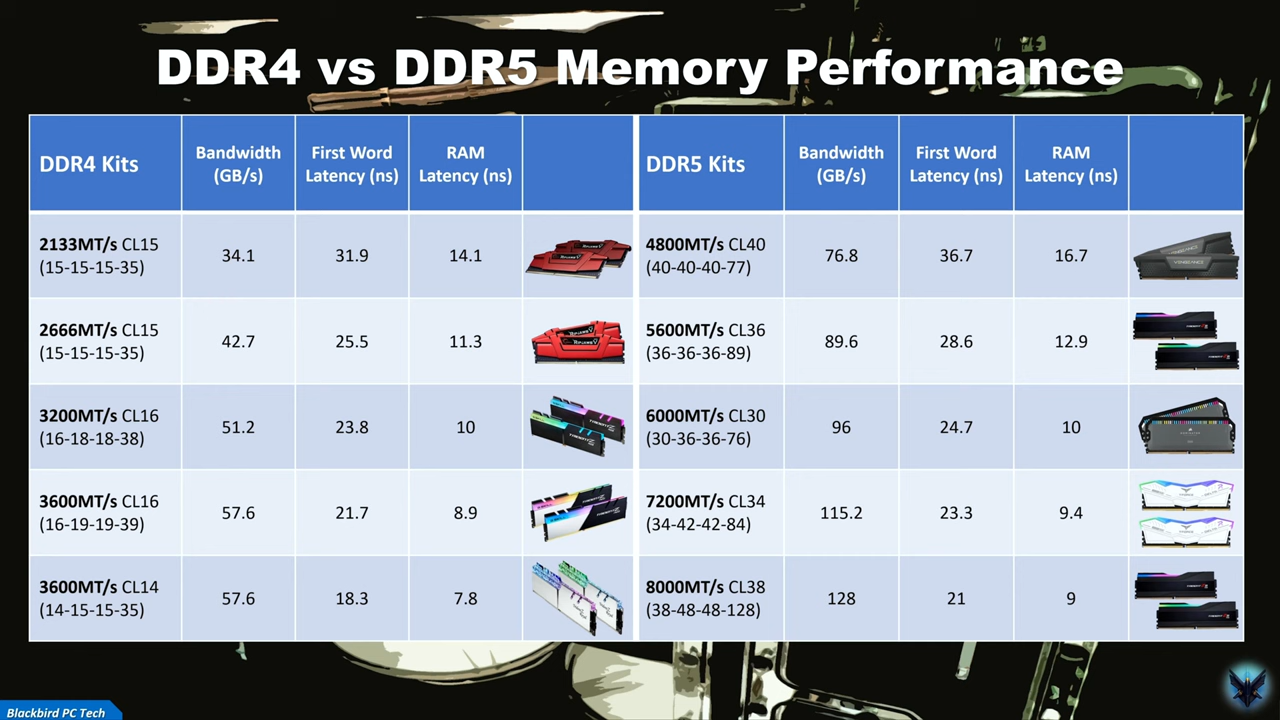 DDR4 vs DDR5 Memory Performance
DDR4 Kits
Bandwidth
(GB/s)
First Word
Latency (ns)
RAM
Latency (ns)
DDR5 Kits
Bandwidth
(GB/s)
First Word
Latency (ns)
RAM
Latency (ns)
2133MT/s CL15
(15-15-15-35)
34.1
31.9
14.1
4800MT/s CL40
(40-40-40-77)
76.8
36.7
16.7
2666MT/s CL15
(15-15-15-35)
42.7
25.5
11.3
5600MT/s CL36
(36-36-36-89)
89.6
28.6
12.9
3200MT/s CL16
(16-18-18-38)
51.2
23.8
10
6000MT/s CL30
(30-36-36-76)
96
24.7
10
3600MT/s CL16
(16-19-19-39)
57.6
21.7
8.9
7200MT/s CL34
(34-42-42-84)
115.2
23.3
9.4
3600MT/s CL14
(14-15-15-35)
57.6
18.3
7.8
8000MT/s CL38
(38-48-48-128)
128
21
9
Blackbird PC Tech